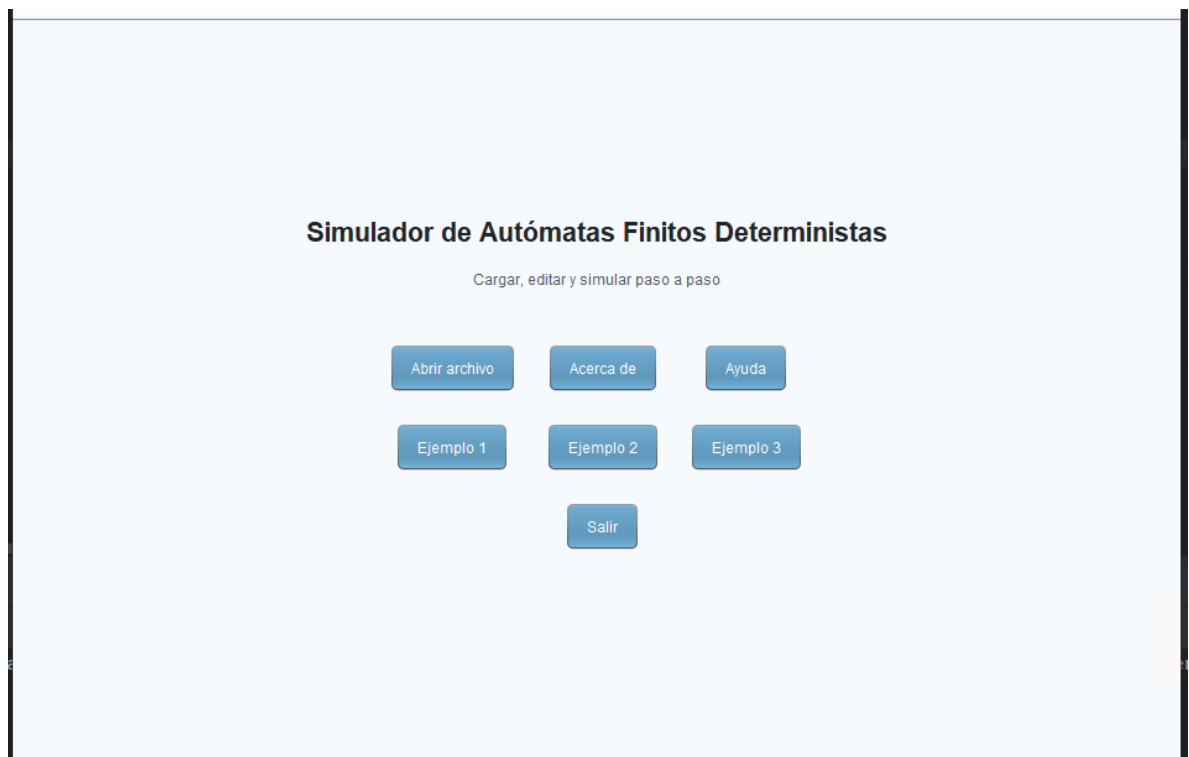 Simulador de Autómatas Finitos Deterministas
Cargar, editar y simular paso a paso
Abrir archivo Acerca de Ayuda
Ejemplo 1 Ejemplo 2 Ejemplo 3
Salir